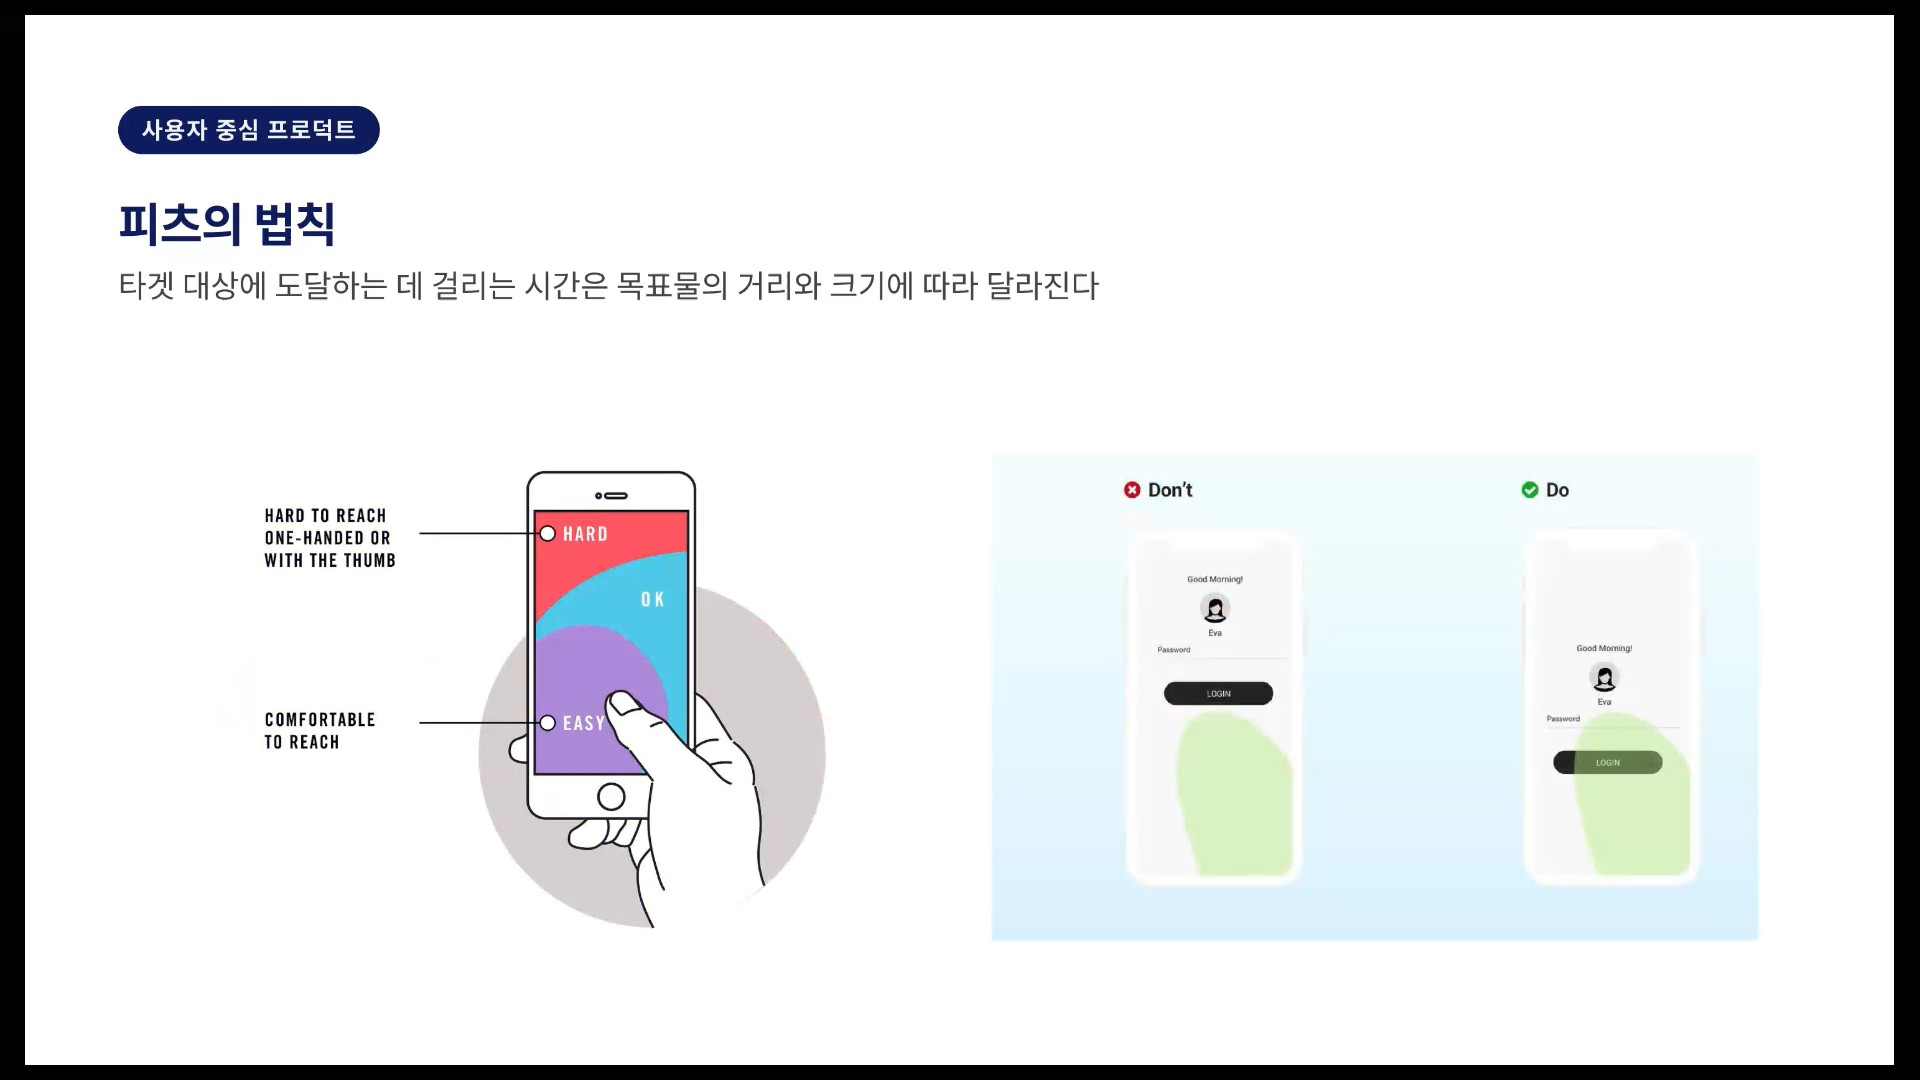 사용자 중심 프로덕트
피츠의 법칙
타겟 대상에 도달하는 데 걸리는 시간은 목표물의 거리와 크기에 따라 달라진다
HARD TO REACH
ONE-HANDED OR
WITH THE THUMB
HARD
OK
COMFORTABLE
TO REACH
EASY
Don't
Good Morning!
Eva
Password
LOGIN
Do
Good Morning!
Eva
Password
LOGIN